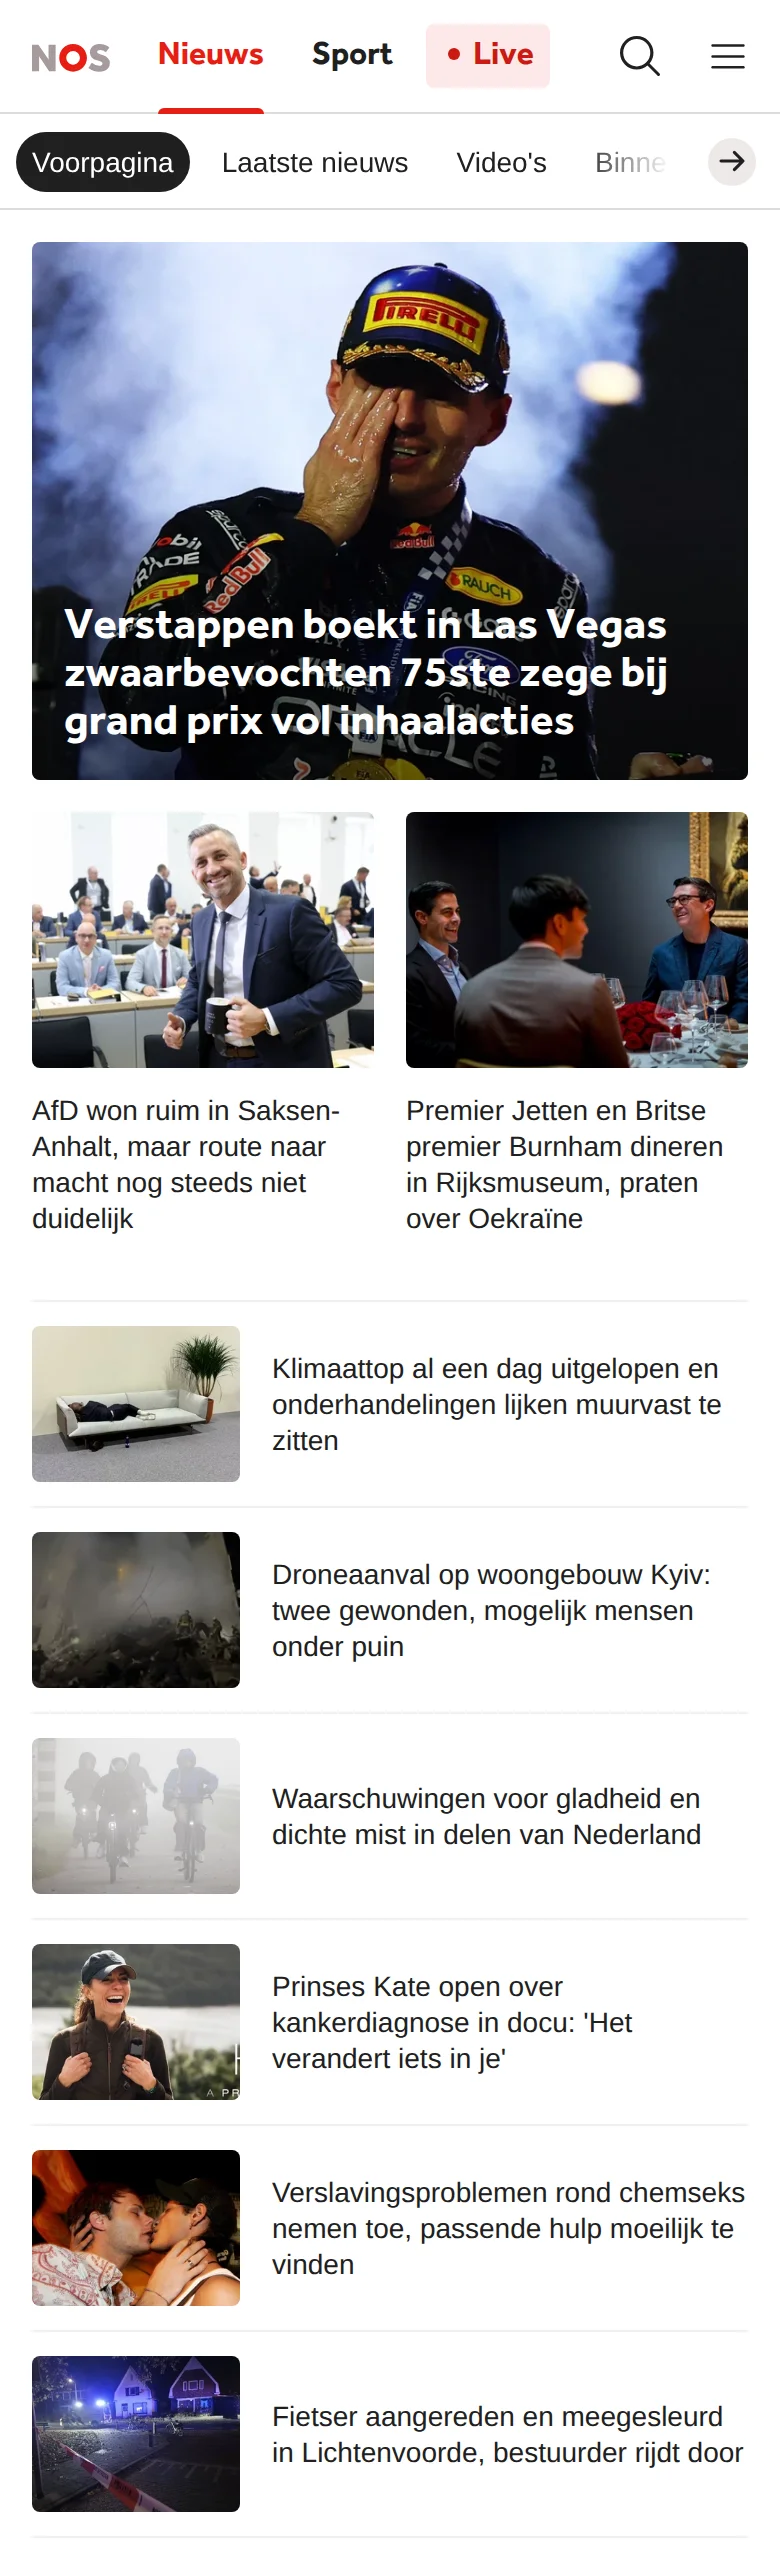 NOS
Nieuws
Sport
Live
Voorpagina
Laatste nieuws
Video's
Binne
PIRELLI
Red Bull
RAUCH
Verstappen boekt in Las Vegas
zwaarbevochten 75ste zege bij
grand prix vol inhaalacties
AfD won ruim in Saksen-
Anhalt, maar route naar
macht nog steeds niet
duidelijk
Premier Jetten en Britse
premier Burnham dineren
in Rijksmuseum, praten
over Oekraïne
Klimaattop al een dag uitgelopen en
onderhandelingen lijken muurvast te
zitten
Droneaanval op woongebouw Kyiv:
twee gewonden, mogelijk mensen
onder puin
Waarschuwingen voor gladheid en
dichte mist in delen van Nederland
Prinses Kate open over
kankerdiagnose in docu: 'Het
verandert iets in je'
A PR
Verslavingsproblemen rond chemseks
nemen toe, passende hulp moeilijk te
vinden
Fietser aangereden en meegesleurd
in Lichtenvoorde, bestuurder rijdt door